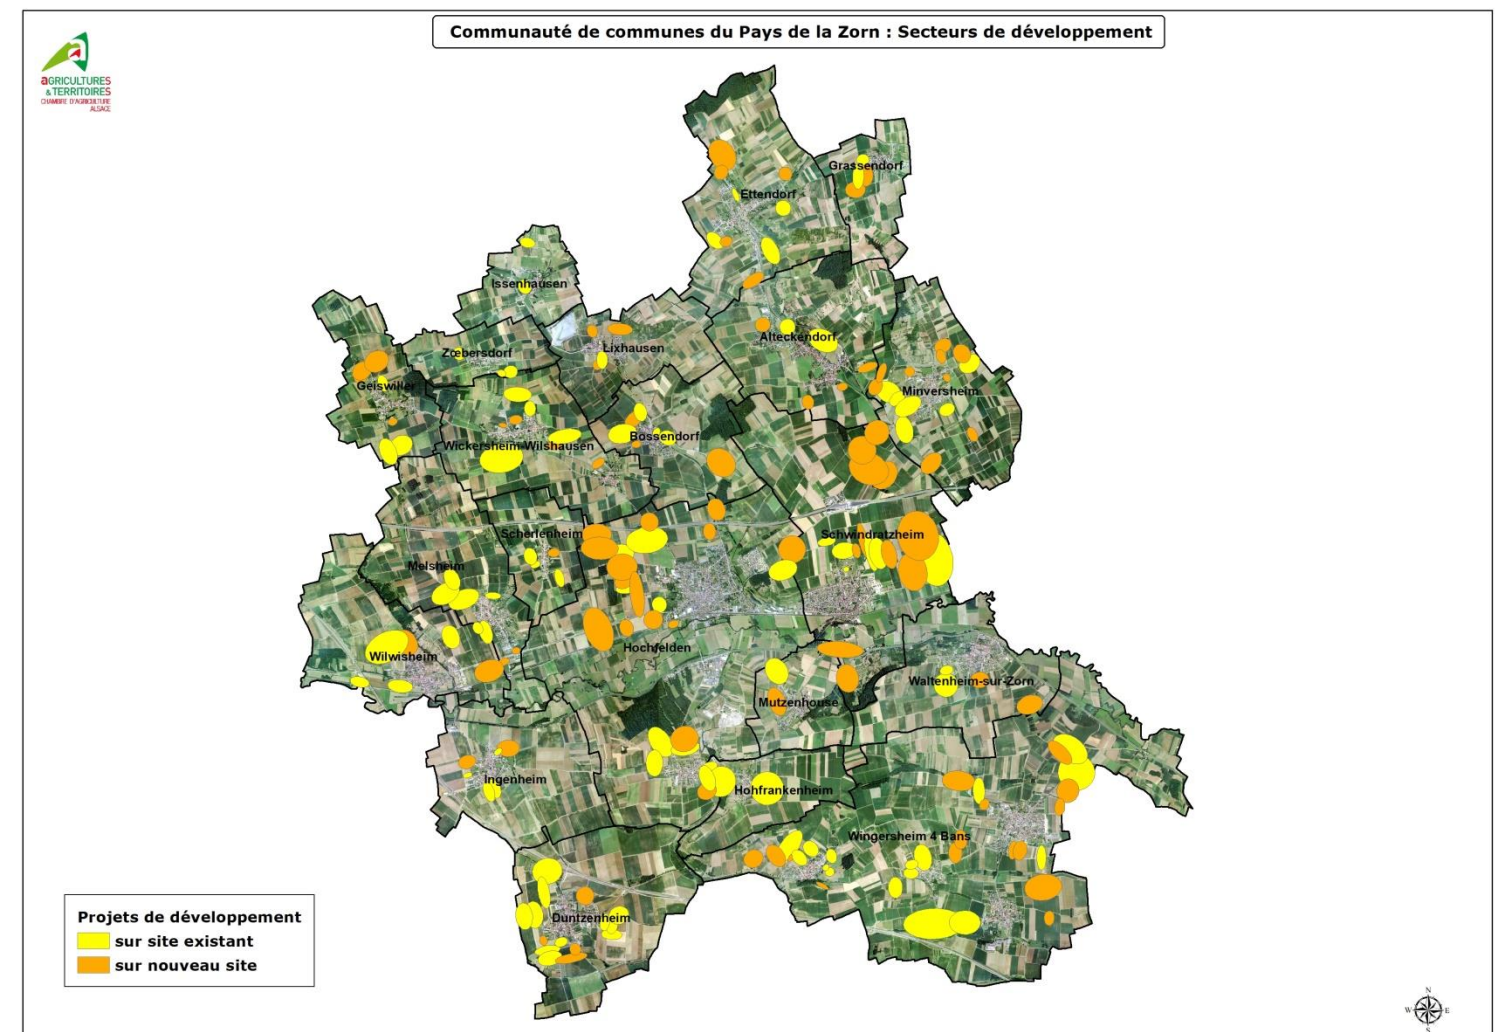 Communauté de communes du Pays de la Zorn : Secteurs de développement
aGRICULTURES
& TERRITOIRES
CHAMBRE D'AGRICULTURE
ALSACE
Grassendorf
Ettendorf
Issenhausen
Alteckendorf
Lixhausen
Zœbersdorf
Geiswiller
Minversheim
Bossendorf
Wickersheim-Wilshausen
Scherlenheim
Schwindratzheim
Melsheim
Hochfelden
Wilwisheim
Waltenheim-sur-Zorn
Mutzenhouse
Ingenheim
Hohfrankenheim
Wingersheim 4 Bans
Duntzenheim
Projets de développement
sur site existant
sur nouveau site
N
W E
S